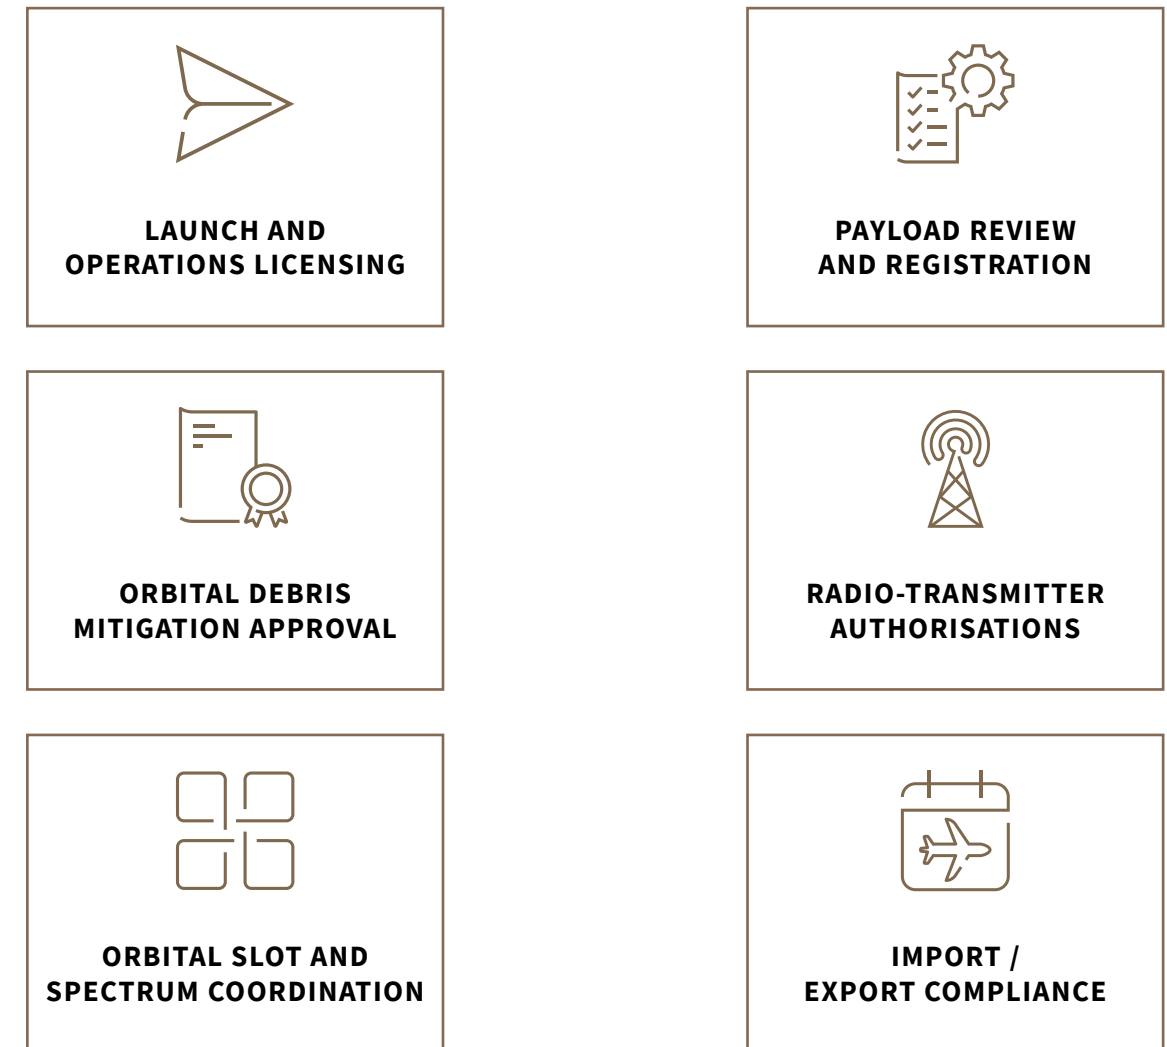 LAUNCH AND
OPERATIONS LICENSING
PAYLOAD REVIEW
AND REGISTRATION
ORBITAL DEBRIS
MITIGATION APPROVAL
RADIO-TRANSMITTER
AUTHORISATIONS
ORBITAL SLOT AND
SPECTRUM COORDINATION
IMPORT /
EXPORT COMPLIANCE